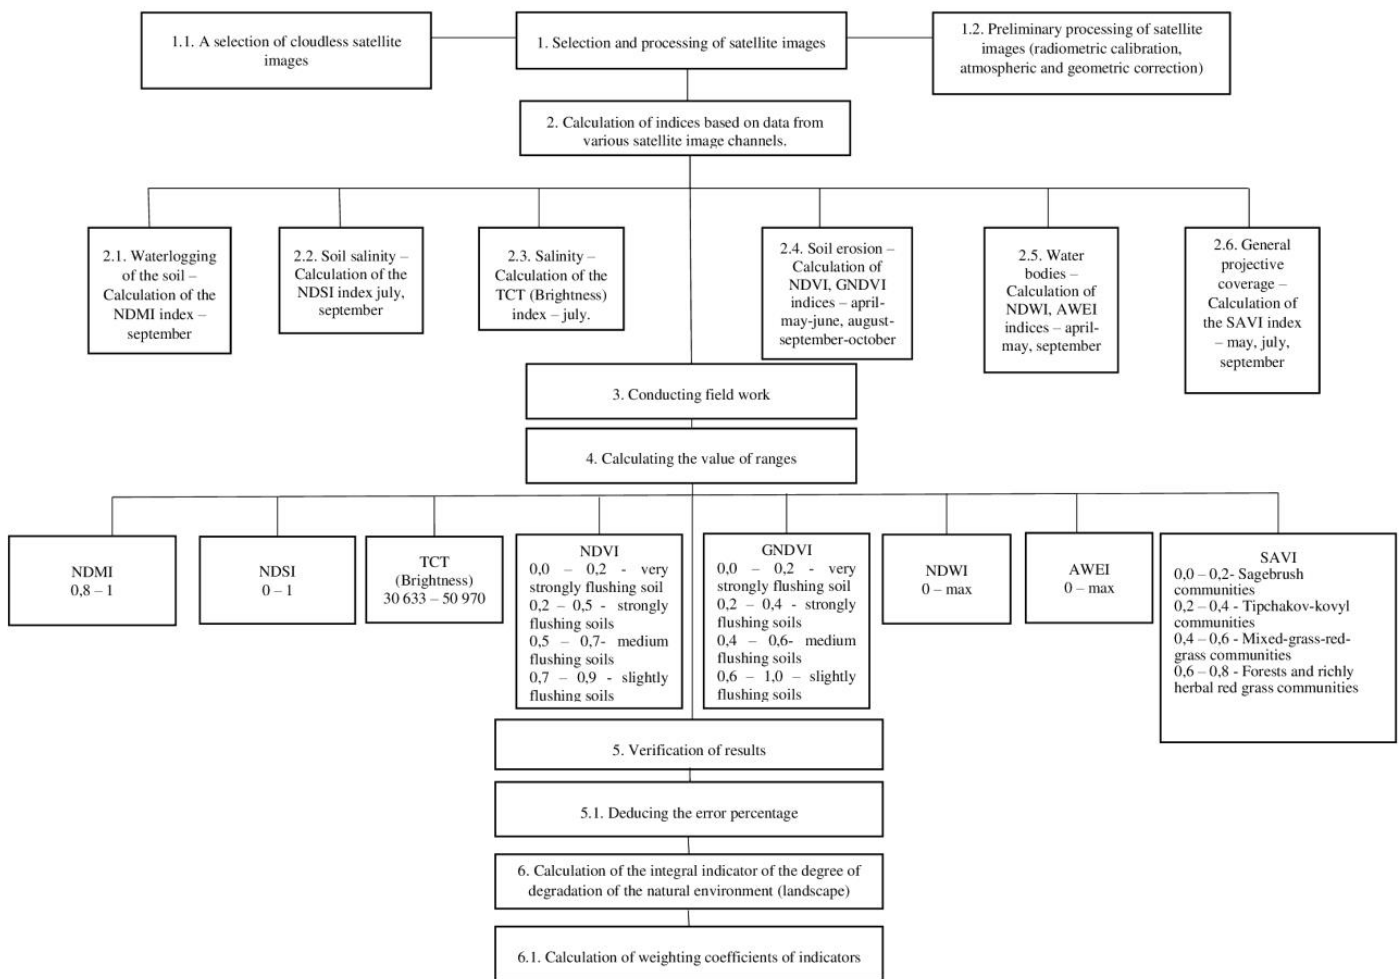 1.1. A selection of cloudless satellite
images
1. Selection and processing of satellite images
1.2. Preliminary processing of satellite
images (radiometric calibration,
atmospheric and geometric correction)
2. Calculation of indices based on data from
various satellite image channels.
2.1. Waterlogging
of the soil –
Calculation of the
NDMI index –
september
2.2. Soil salinity –
Calculation of the
NDSI index july,
september
2.3. Salinity –
Calculation of the
TCT (Brightness)
index – july.
2.4. Soil erosion –
Calculation of
NDVI, GNDVI
indices – april-
may-june, august-
september-october
2.5. Water
bodies –
Calculation of
NDWI, AWEI
indices – april-
may, september
2.6. General
projective
coverage –
Calculation of
the SAVI index
– may, july,
september
3. Conducting field work
4. Calculating the value of ranges
NDMI
0,8 – 1
NDSI
0 – 1
TCT
(Brightness)
30 633 – 50 970
NDVI
0,0 – 0,2 - very
strongly flushing soil
0,2 – 0,5 - strongly
flushing soils
0,5 – 0,7- medium
flushing soils
0,7 – 0,9 - slightly
flushing soils
GNDVI
0,0 – 0,2 - very
strongly flushing soil
0,2 – 0,4 - strongly
flushing soils
0,4 – 0,6- medium
flushing soils
0,6 – 1,0 – slightly
flushing soils
NDWI
0 – max
AWEI
0 – max
SAVI
0,0 – 0,2- Sagebrush
communities
0,2 – 0,4 - Tipchakov-kovyl
communities
0,4 – 0,6 - Mixed-grass-red-
grass communities
0,6 – 0,8 - Forests and richly
herbal red grass communities
5. Verification of results
5.1. Deducing the error percentage
6. Calculation of the integral indicator of the degree of
degradation of the natural environment (landscape)
6.1. Calculation of weighting coefficients of indicators